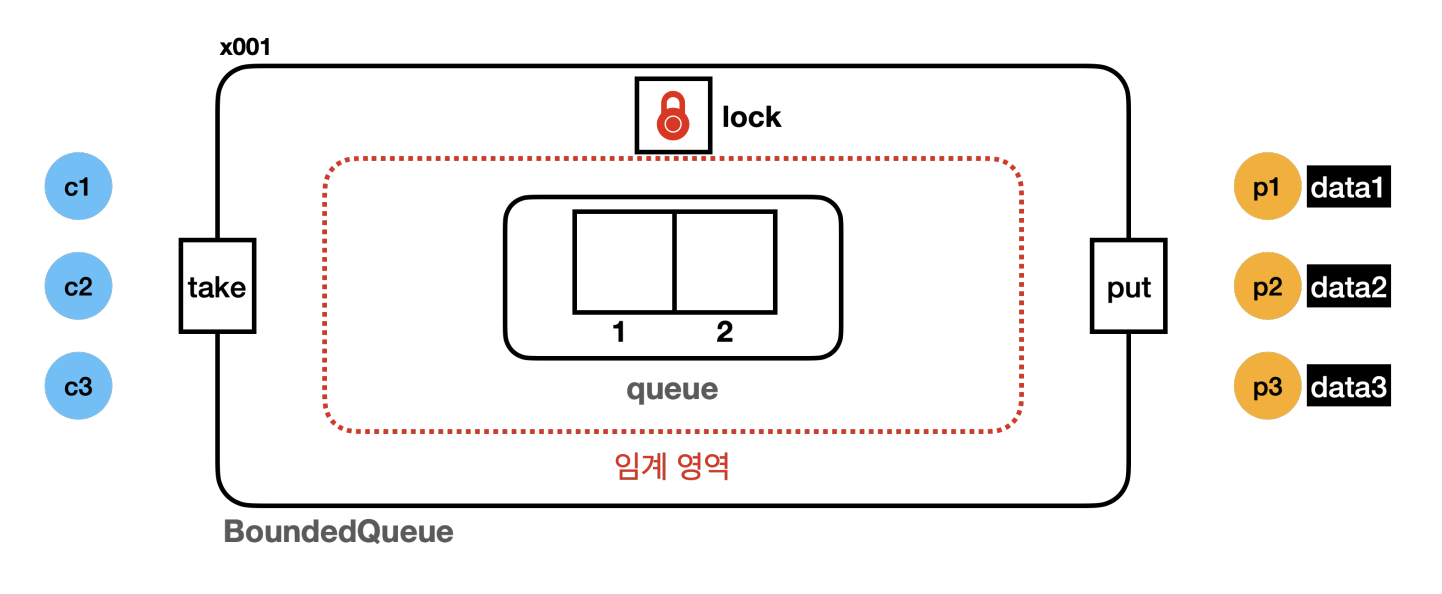 x001
lock
c1
p1 data1
c2
take
1 2
put
p2 data2
queue
c3
p3 data3
임계 영역
BoundedQueue